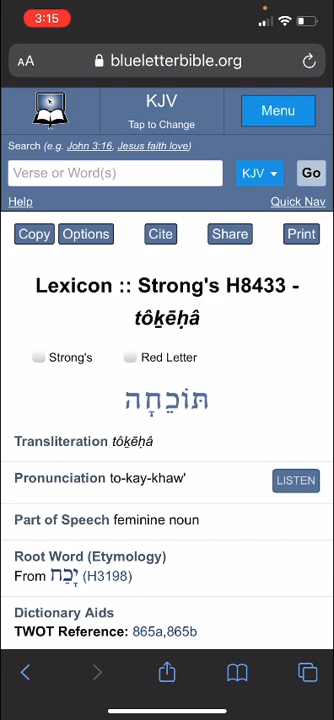 3:15
AA blueletterbible.org
KJV
Tap to Change
Menu
Search (e.g. John 3:16, Jesus faith love)
Verse or Word(s) KJV Go
Help Quick Nav
Copy Options Cite Share Print
Lexicon :: Strong's H8433 -
tôḵēḥâ
Strong's Red Letter
תּוֹכֵחָה
Transliteration tôḵēḥâ
Pronunciation to-kay-khaw' LISTEN
Part of Speech feminine noun
Root Word (Etymology)
From יָכַח (H3198)
Dictionary Aids
TWOT Reference: 865a,865b